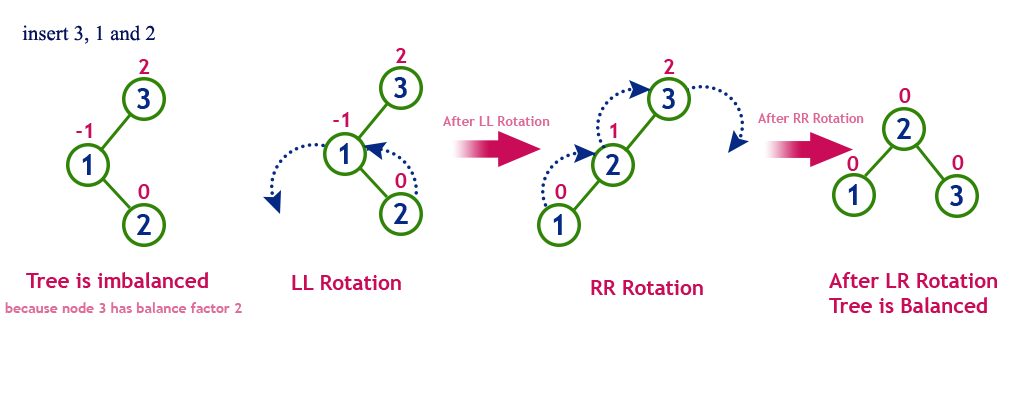 insert 3, 1 and 2
2
3
-1
1
0
2
Tree is imbalanced
because node 3 has balance factor 2
2
3
-1
1
0
2
LL Rotation
After LL Rotation
2
3
1
2
0
1
RR Rotation
After RR Rotation
0
2
0
1
0
3
After LR Rotation
Tree is Balanced